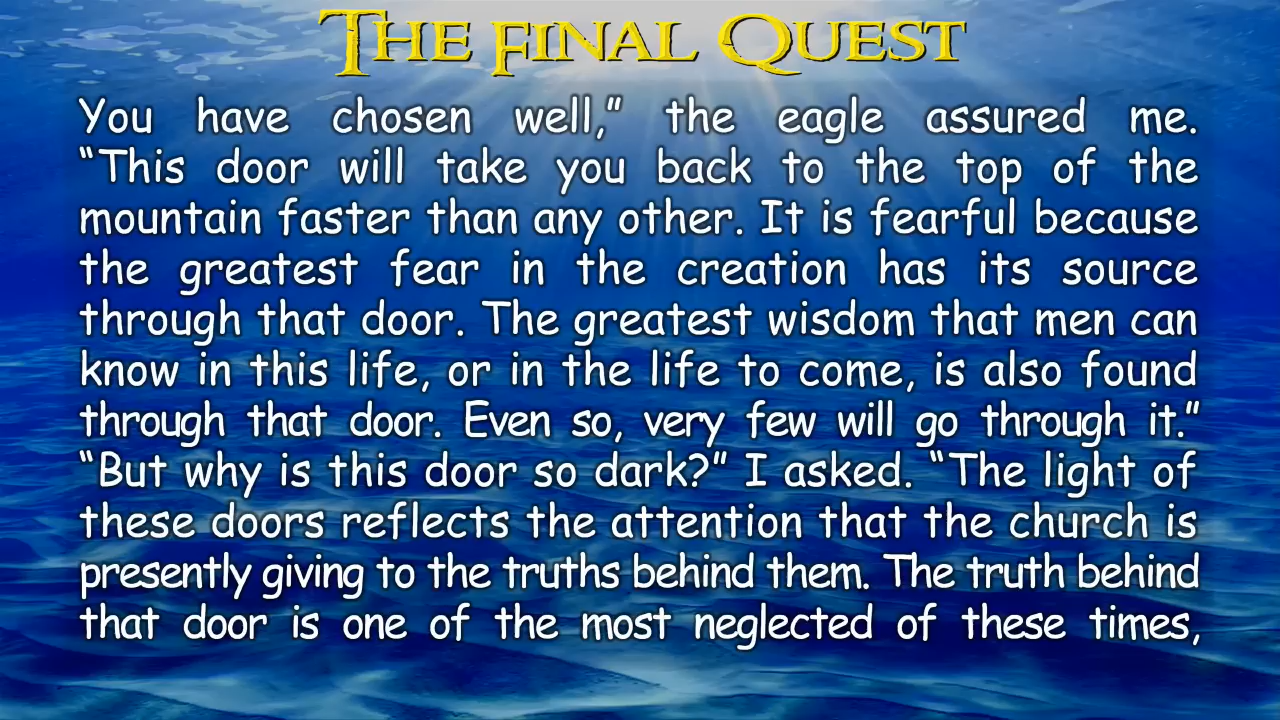 The Final Quest
You have chosen well,” the eagle assured me.
“This door will take you back to the top of the
mountain faster than any other. It is fearful because
the greatest fear in the creation has its source
through that door. The greatest wisdom that men can
know in this life, or in the life to come, is also found
through that door. Even so, very few will go through it.”
“But why is this door so dark?” I asked. “The light of
these doors reflects the attention that the church is
presently giving to the truths behind them. The truth behind
that door is one of the most neglected of these times,